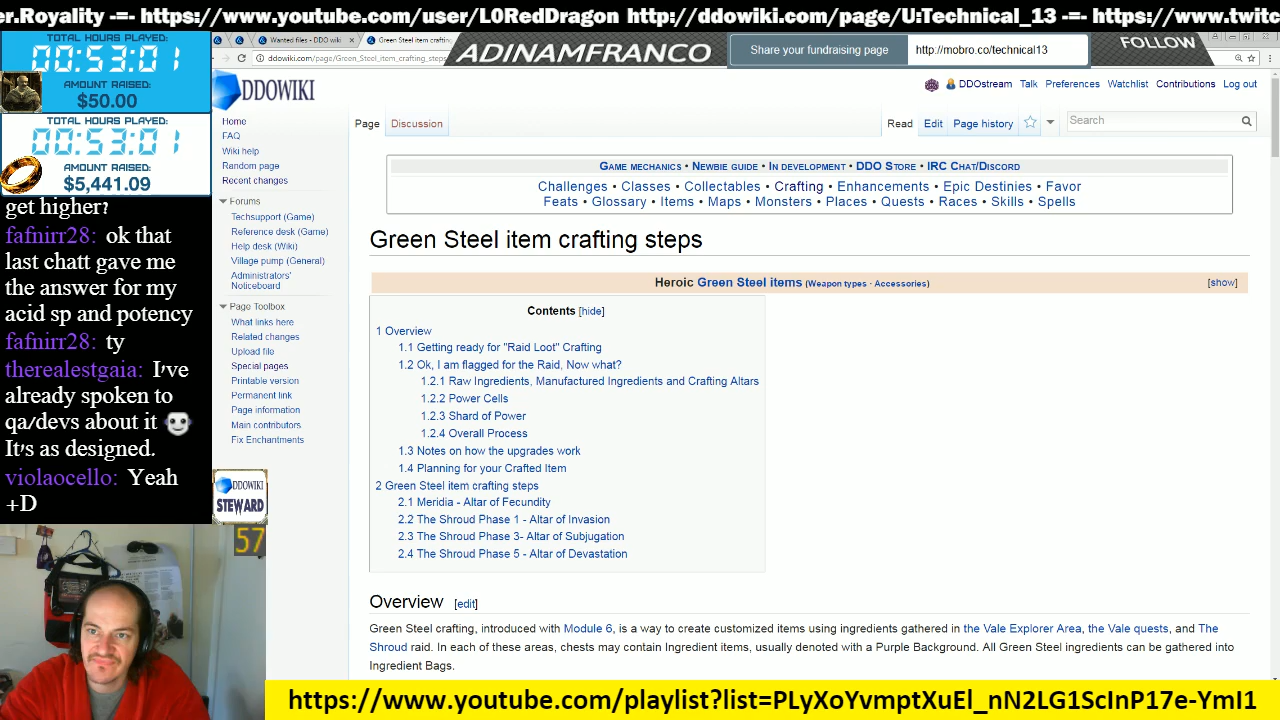 er.Royality -=- https://www.youtube.com/user/L0RedDragon http://ddowiki.com/page/U:Technical_13 -=- https://www.twitc
TOTAL HOURS PLAYED:
00:53:01
AMOUNT RAISED:
$50.00
TOTAL HOURS PLAYED:
00:53:01
AMOUNT RAISED:
$5,441.09
get higher?
fafnirr28: ok that
last chatt gave me
the answer for my
acid sp and potency
fafnirr28: ty
therealestgaia: I've
already spoken to
qa/devs about it
It's as designed.
violaocello: Yeah
+D
Wanted files - DDO wiki
Green Steel item craftin
ddowiki.com/page/Green_Steel_item_crafting_steps
ADINAMFRANCO
Share your fundraising page
http://mobro.co/technical13
FOLLOW
DDOWIKI
DDOstream Talk Preferences Watchlist Contributions Log out
Page Discussion
Read Edit Page history
Search
Home
FAQ
Wiki help
Random page
Recent changes
Forums
Techsupport (Game)
Reference desk (Game)
Help desk (Wiki)
Village pump (General)
Administrators'
Noticeboard
Page Toolbox
What links here
Related changes
Upload file
Special pages
Printable version
Permanent link
Page information
Main contributors
Fix Enchantments
DDOWIKI
STEWARD
57
Game mechanics • Newbie guide • In development • DDO Store • IRC Chat/Discord
Challenges • Classes • Collectables • Crafting • Enhancements • Epic Destinies • Favor
Feats • Glossary • Items • Maps • Monsters • Places • Quests • Races • Skills • Spells
Green Steel item crafting steps
Heroic Green Steel items (Weapon types · Accessories)
[show]
Contents [hide]
1 Overview
1.1 Getting ready for "Raid Loot" Crafting
1.2 Ok, I am flagged for the Raid, Now what?
1.2.1 Raw Ingredients, Manufactured Ingredients and Crafting Altars
1.2.2 Power Cells
1.2.3 Shard of Power
1.2.4 Overall Process
1.3 Notes on how the upgrades work
1.4 Planning for your Crafted Item
2 Green Steel item crafting steps
2.1 Meridia - Altar of Fecundity
2.2 The Shroud Phase 1 - Altar of Invasion
2.3 The Shroud Phase 3- Altar of Subjugation
2.4 The Shroud Phase 5 - Altar of Devastation
Overview [edit]
Green Steel crafting, introduced with Module 6, is a way to create customized items using ingredients gathered in the Vale Explorer Area, the Vale quests, and The
Shroud raid. In each of these areas, chests may contain Ingredient items, usually denoted with a Purple Background. All Green Steel ingredients can be gathered into
Ingredient Bags.
https://www.youtube.com/playlist?list=PLyXoYvmptXuEl_nN2LG1ScInP17e-YmI1